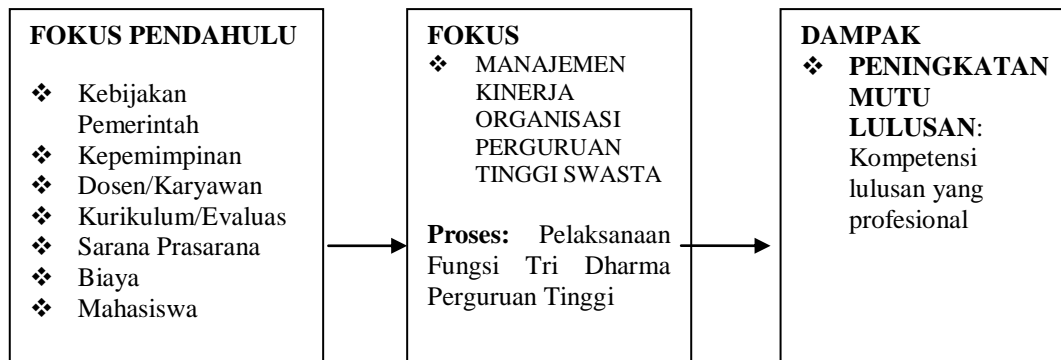 FOKUS PENDAHULU
❖ Kebijakan
Pemerintah
❖ Kepemimpinan
❖ Dosen/Karyawan
❖ Kurikulum/Evaluas
❖ Sarana Prasarana
❖ Biaya
❖ Mahasiswa
FOKUS
❖ MANAJEMEN
KINERJA
ORGANISASI
PERGURUAN
TINGGI SWASTA
Proses: Pelaksanaan
Fungsi Tri Dharma
Perguruan Tinggi
DAMPAK
❖ PENINGKATAN
MUTU
LULUSAN:
Kompetensi
lulusan yang
profesional